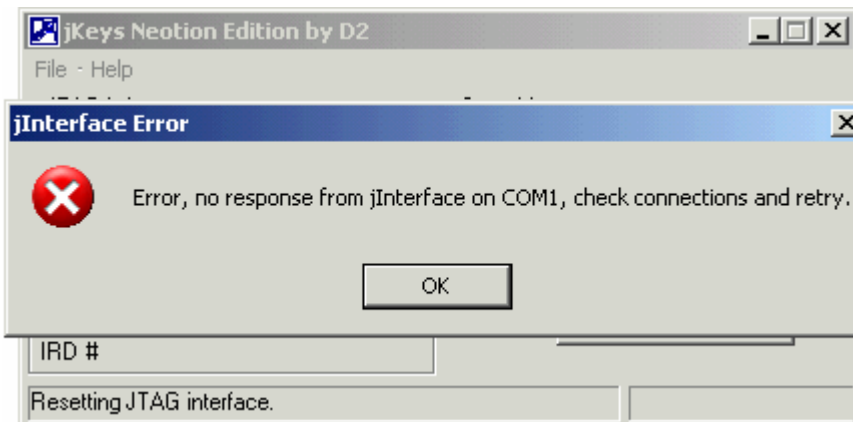 jKeys Neotion Edition by D2
File - Help
jInterface Error
Error, no response from jInterface on COM1, check connections and retry.
OK
IRD #
Resetting JTAG interface.